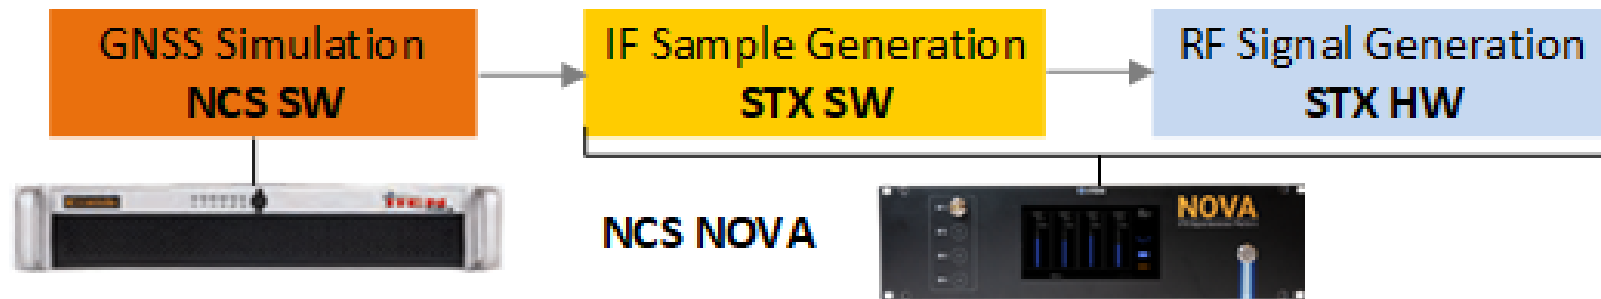 GNSS Simulation
NCS SW
IF Sample Generation
STX SW
RF Signal Generation
STX HW
NCS NOVA
NOVA